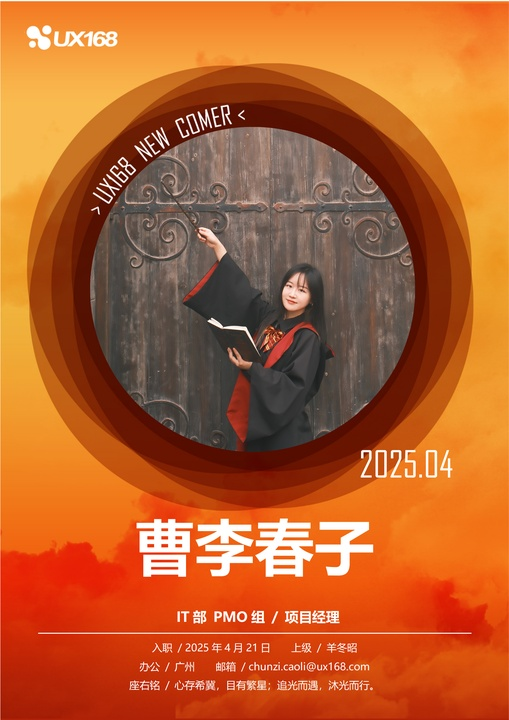 UX168
> UX168 NEW COMER <
2025.04
曹李春子
IT 部 PMO 组 / 项目经理
入职 / 2025 年 4 月 21 日 上级 / 羊冬昭
办公 / 广州 邮箱 / chunzi.caoli@ux168.com
座右铭 / 心存希冀，目有繁星；追光而遇，沐光而行。